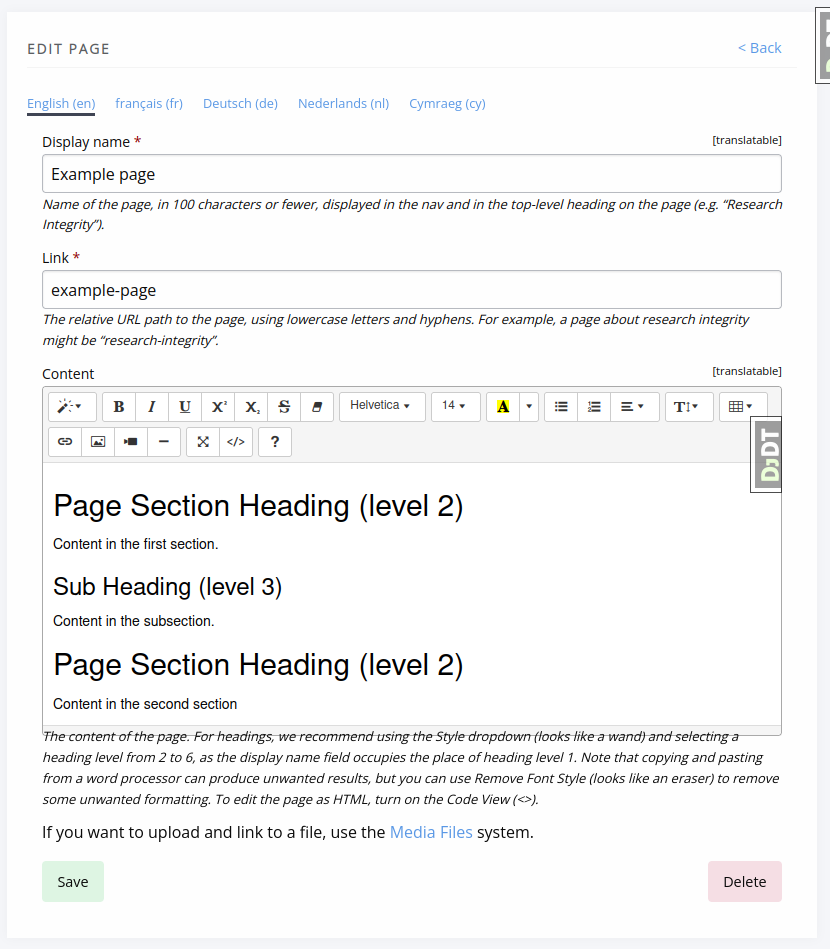 EDIT PAGE
< Back
English (en) français (fr) Deutsch (de) Nederlands (nl) Cymraeg (cy)
Display name *
[translatable]
Example page
Name of the page, in 100 characters or fewer, displayed in the nav and in the top-level heading on the page (e.g. “Research
Integrity”).
Link *
example-page
The relative URL path to the page, using lowercase letters and hyphens. For example, a page about research integrity
might be “research-integrity”.
Content
[translatable]
B I U X² X₂ S Helvetica 14 A T
</> ?
DjDT
Page Section Heading (level 2)
Content in the first section.
Sub Heading (level 3)
Content in the subsection.
Page Section Heading (level 2)
Content in the second section
The content of the page. For headings, we recommend using the Style dropdown (looks like a wand) and selecting a
heading level from 2 to 6, as the display name field occupies the place of heading level 1. Note that copying and pasting
from a word processor can produce unwanted results, but you can use Remove Font Style (looks like an eraser) to remove
some unwanted formatting. To edit the page as HTML, turn on the Code View (<>).
If you want to upload and link to a file, use the Media Files system.
Save
Delete